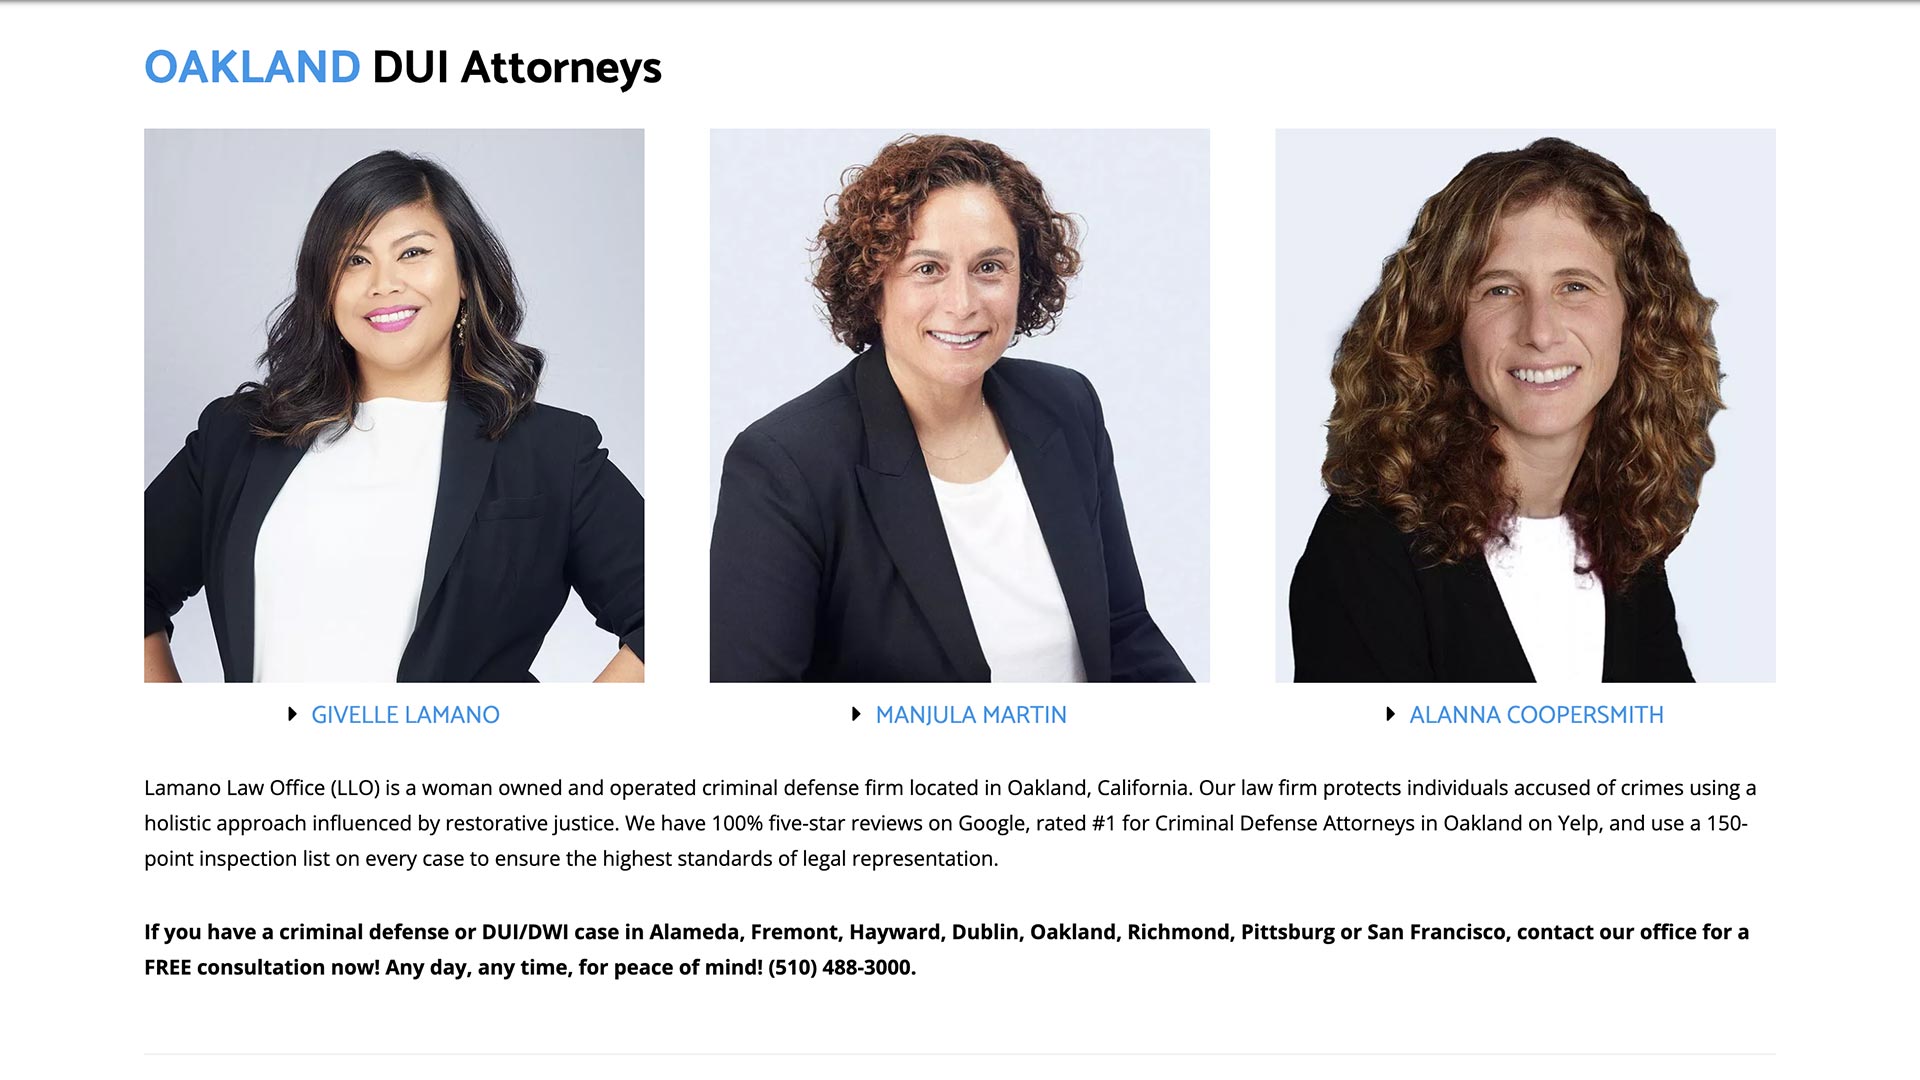 OAKLAND DUI Attorneys
GIVELLE LAMANO
MANJULA MARTIN
ALANNA COOPERSMITH
Lamano Law Office (LLO) is a woman owned and operated criminal defense firm located in Oakland, California. Our law firm protects individuals accused of crimes using a
holistic approach influenced by restorative justice. We have 100% five-star reviews on Google, rated #1 for Criminal Defense Attorneys in Oakland on Yelp, and use a 150-
point inspection list on every case to ensure the highest standards of legal representation.
If you have a criminal defense or DUI/DWI case in Alameda, Fremont, Hayward, Dublin, Oakland, Richmond, Pittsburg or San Francisco, contact our office for a
FREE consultation now! Any day, any time, for peace of mind! (510) 488-3000.